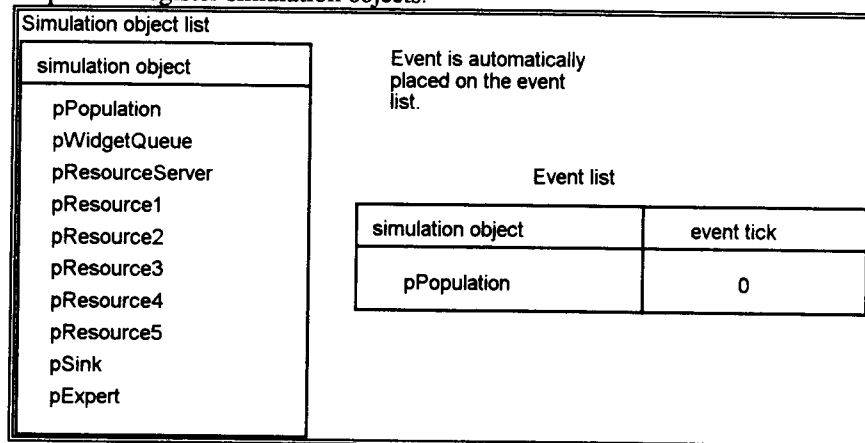 Simulation object list
simulation object
pPopulation
pWidgetQueue
pResourceServer
pResource1
pResource2
pResource3
pResource4
pResource5
pSink
pExpert
Event is automatically
placed on the event
list.
Event list
simulation object event tick
pPopulation 0